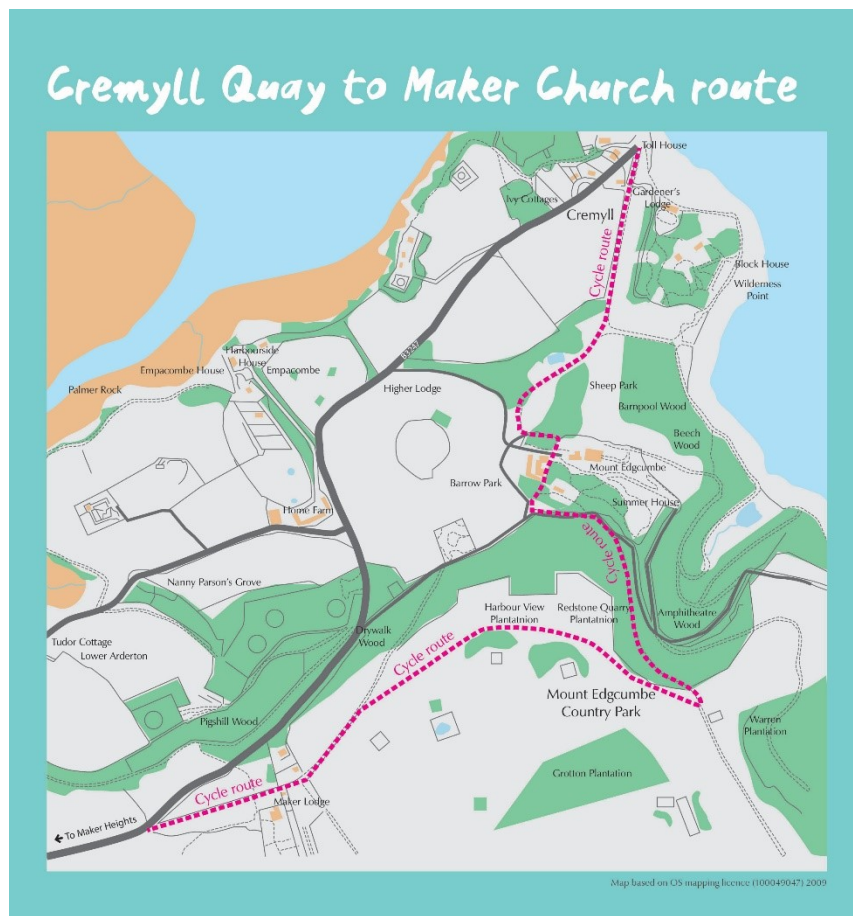 Cremyll Quay to Maker Church route
Toll House
Gardener's
Lodge
Ivy Cottages
Cremyll
Cycle route
Block House
Wilderness
Point
B3247
Harbourside
House
Empacombe House
Empacombe
Palmer Rock
Higher Lodge
Sheep Park
Barnpool Wood
Beech
Wood
Mount Edgcumbe
Barrow Park
Summer House
Home Farm
Cycle route
Nanny Parson's Grove
Harbour View
Plantatnion
Redstone Quarry
Plantatnion
Amphitheatre
Wood
Drywalk
Wood
Tudor Cottage
Lower Arderton
Cycle route
Mount Edgcumbe
Country Park
Pigshill Wood
Warren
Plantation
Grotton Plantation
Cycle route
Maker Lodge
To Maker Heights
Map based on OS mapping licence (100049047) 2009